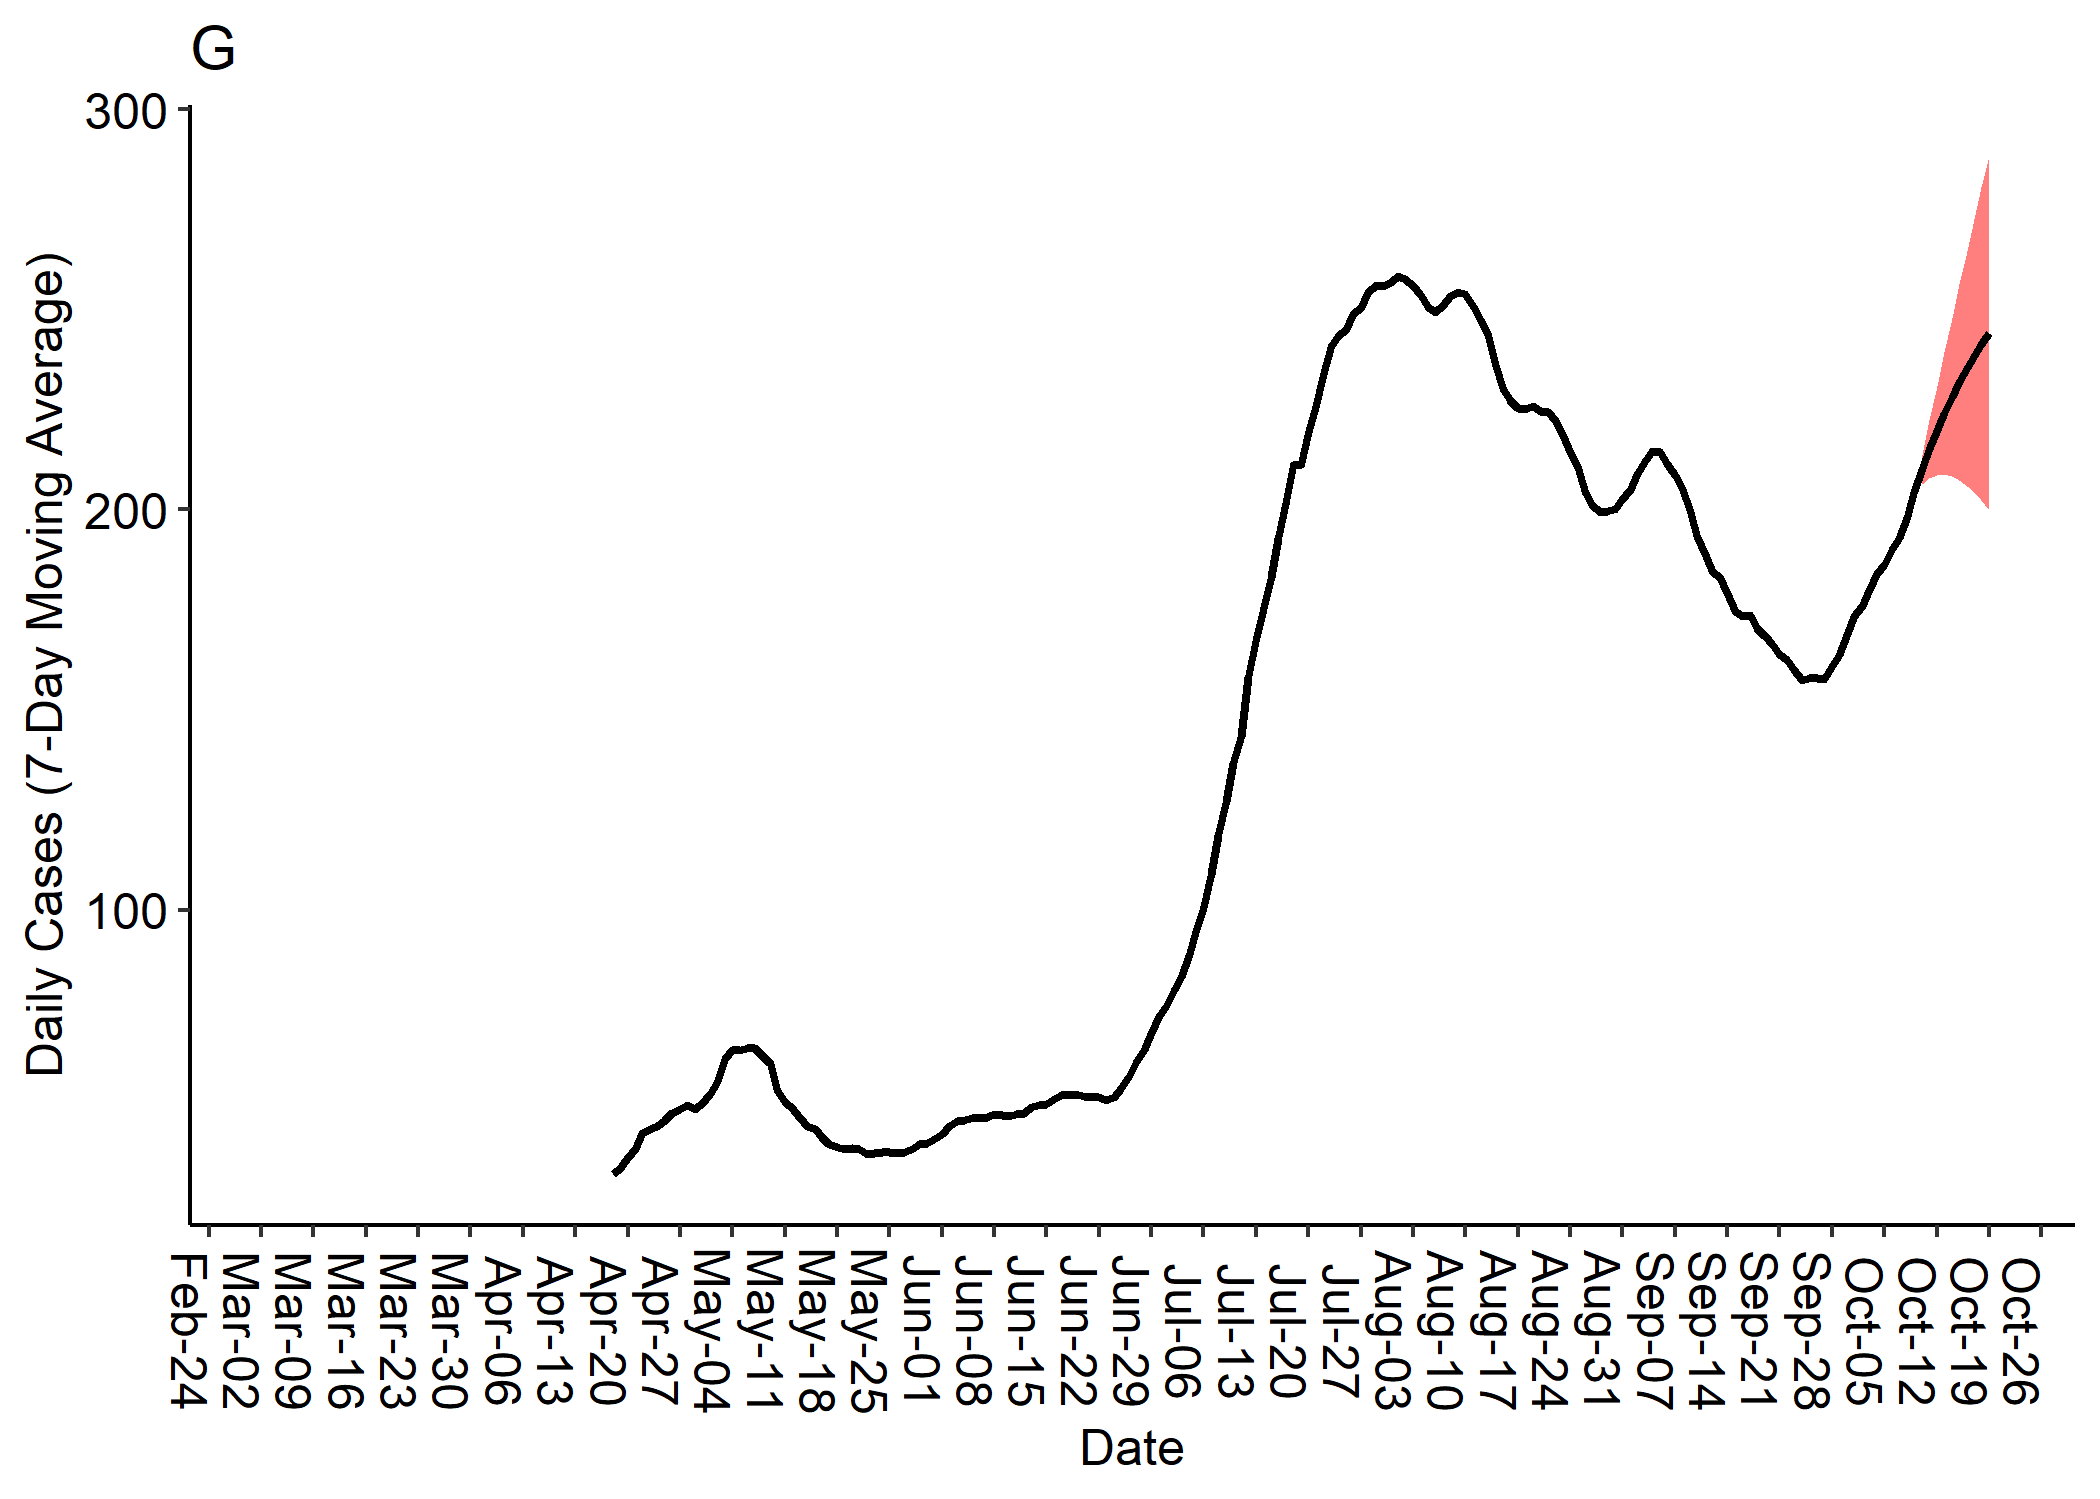 G
300
200
100
Daily Cases (7-Day Moving Average)
Feb-24
Mar-02
Mar-09
Mar-16
Mar-23
Mar-30
Apr-06
Apr-13
Apr-20
Apr-27
May-04
May-11
May-18
May-25
Jun-01
Jun-08
Jun-15
Jun-22
Jun-29
Jul-06
Jul-13
Jul-20
Jul-27
Aug-03
Aug-10
Aug-17
Aug-24
Aug-31
Sep-07
Sep-14
Sep-21
Sep-28
Oct-05
Oct-12
Oct-19
Oct-26
Date